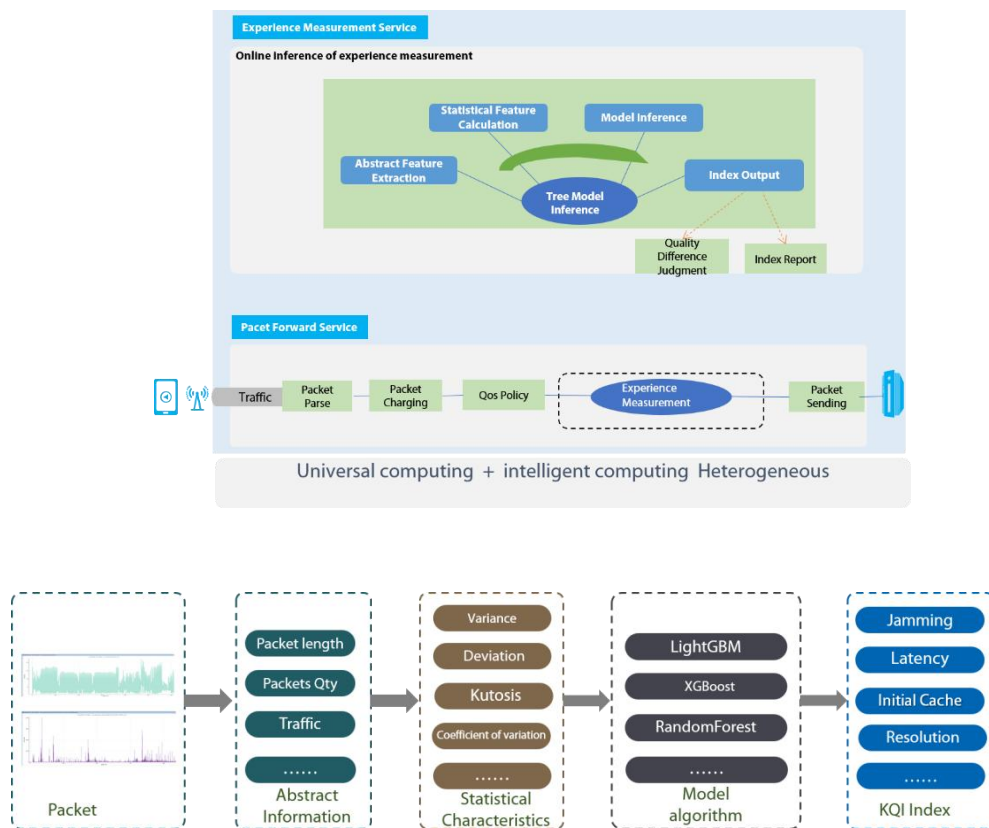 Experience Measurement Service
Online Inference of experience measurement
Statistical Feature
Calculation
Model Inference
Abstract Feature
Extraction
Index Output
Tree Model
Inference
Quality
Difference
Judgment
Index Report
Pacet Forward Service
Traffic
Packet
Parse
Packet
Charging
Qos Policy
Experience
Measurement
Packet
Sending
Universal computing + intelligent computing Heterogeneous
Packet
Packet length
Packets Qty
Traffic
......
Abstract
Information
Variance
Deviation
Kutosis
Coefficient of variation
......
Statistical
Characteristics
LightGBM
XGBoost
RandomForest
......
Model
algorithm
Jamming
Latency
Initial Cache
Resolution
......
KQI Index